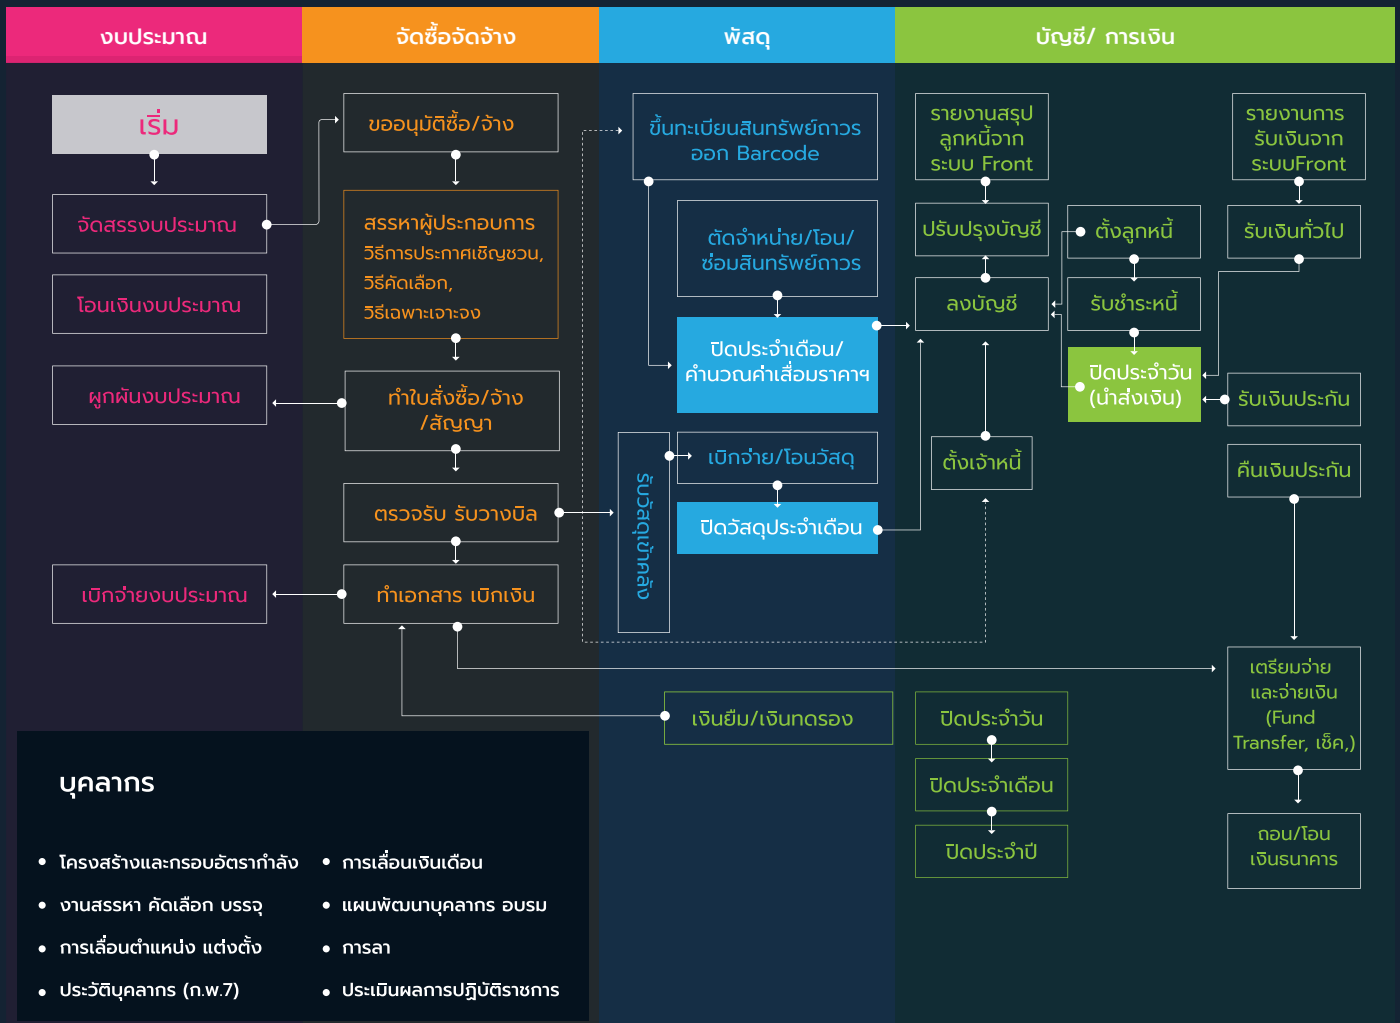 งบประมาณ
จัดซื้อจัดจ้าง
พัสดุ
บัญชี/ การเงิน
เริ่ม
จัดสรรงบประมาณ
โอนเงินงบประมาณ
ผูกผันงบประมาณ
เบิกจ่ายงบประมาณ
ขออนุมัติซื้อ/จ้าง
สรรหาผู้ประกอบการ
วิธีการประกาศเชิญชวน,
วิธีคัดเลือก,
วิธีเฉพาะเจาะจง
ทำใบสั่งซื้อ/จ้าง
/สัญญา
ตรวจรับ รับวางบิล
ทำเอกสาร เบิกเงิน
ขึ้นทะเบียนสินทรัพย์ถาวร
ออก Barcode
ตัดจำหน่าย/โอน/
ซ่อมสินทรัพย์ถาวร
ปิดประจำเดือน/
คำนวณค่าเสื่อมราคาฯ
รับวัสดุเข้าคลัง
เบิกจ่าย/โอนวัสดุ
ปิดวัสดุประจำเดือน
เงินยืม/เงินทดรอง
รายงานสรุป
ลูกหนี้จาก
ระบบ Front
ปรับปรุงบัญชี
ลงบัญชี
ตั้งเจ้าหนี้
ตั้งลูกหนี้
รับชำระหนี้
ปิดประจำวัน
(นำส่งเงิน)
รายงานการ
รับเงินจาก
ระบบFront
รับเงินทั่วไป
รับเงินประกัน
คืนเงินประกัน
เตรียมจ่าย
และจ่ายเงิน
(Fund
Transfer, เช็ค,)
ถอน/โอน
เงินธนาคาร
ปิดประจำวัน
ปิดประจำเดือน
ปิดประจำปี
บุคลากร
• โครงสร้างและกรอบอัตรากำลัง
• งานสรรหา คัดเลือก บรรจุ
• การเลื่อนตำแหน่ง แต่งตั้ง
• ประวัติบุคลากร (ก.พ.7)
• การเลื่อนเงินเดือน
• แผนพัฒนาบุคลากร อบรม
• การลา
• ประเมินผลการปฏิบัติราชการ